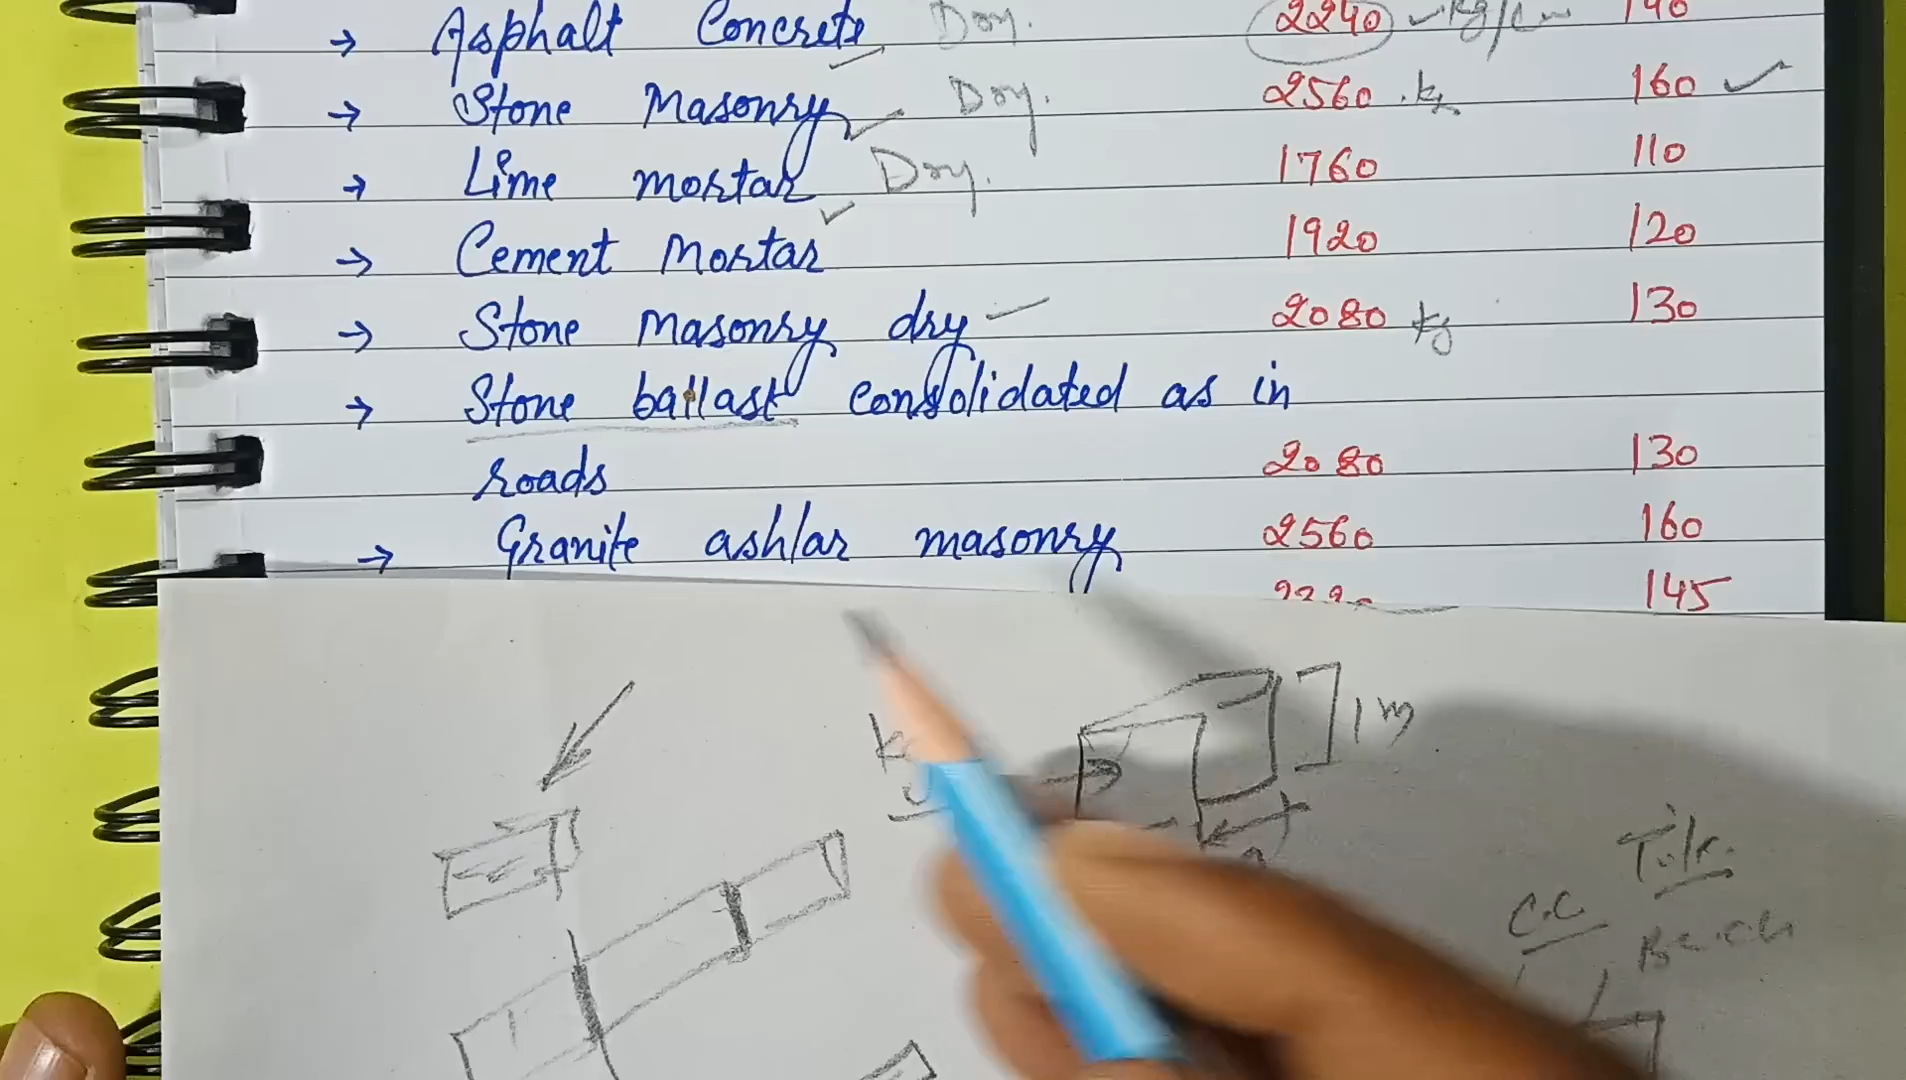 → Asphalt Concrete Dry. 2240 kg/cum 140
→ Stone Masonry Dry. 2560 kg 160
→ Lime mortar Dry. 1760 110
→ Cement Mortar 1920 120
→ Stone Masonry dry 2080 kg 130
→ Stone ballast consolidated as in
roads 2080 130
→ Granite ashlar masonry 2560 160
145
1m
C.C